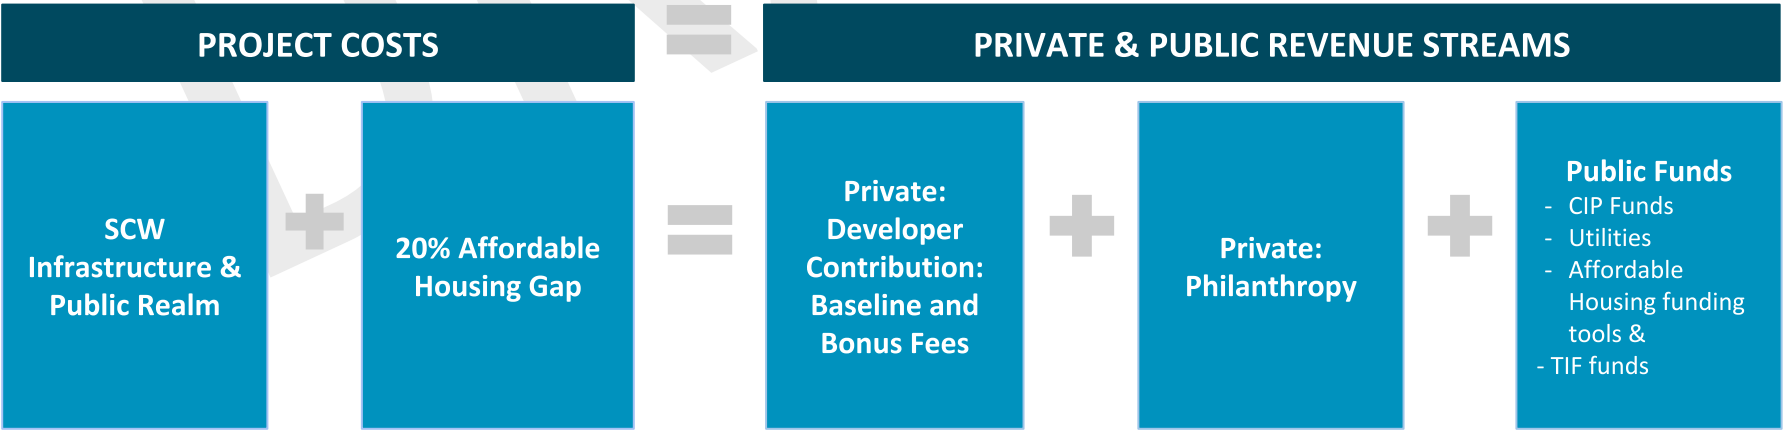 PROJECT COSTS
PRIVATE & PUBLIC REVENUE STREAMS
SCW
Infrastructure &
Public Realm
20% Affordable
Housing Gap
Private:
Developer
Contribution:
Baseline and
Bonus Fees
Private:
Philanthropy
Public Funds
- CIP Funds
- Utilities
- Affordable
Housing funding
tools &
- TIF funds